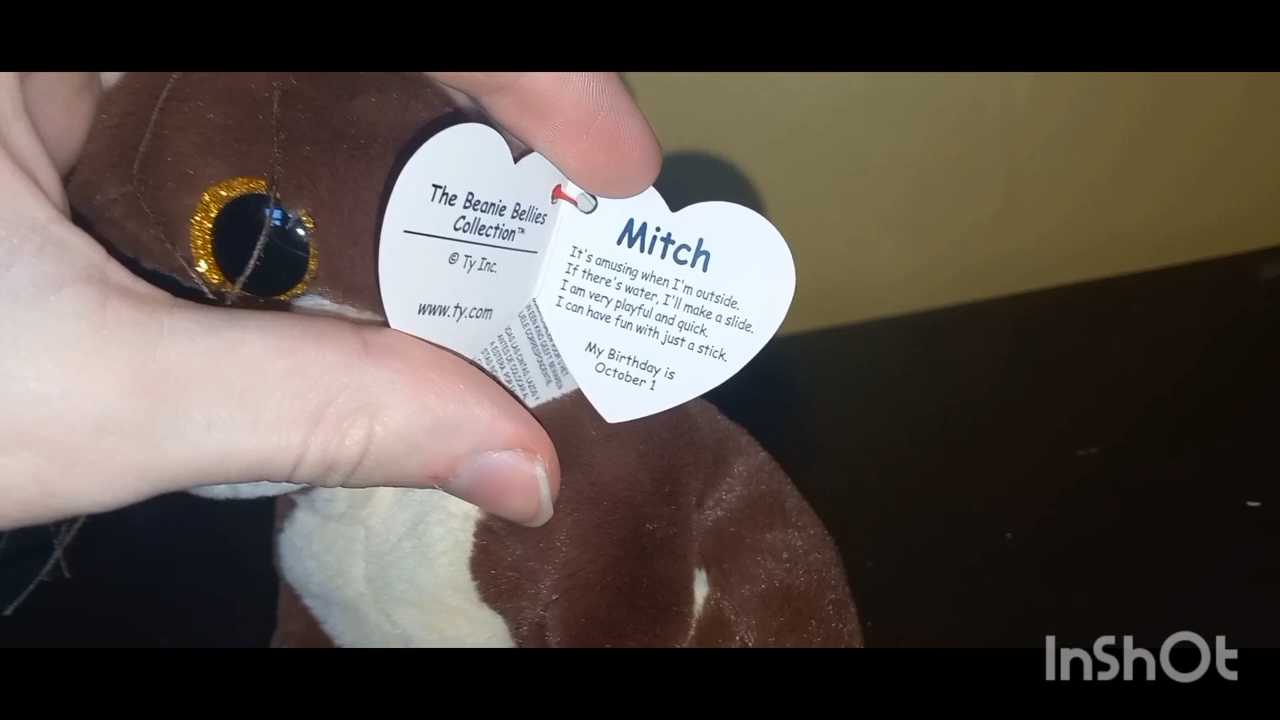 The Beanie Bellies
Collection™
© Ty Inc.
www.ty.com
Mitch
It's amusing when I'm outside.
If there's water, I'll make a slide.
I am very playful and quick.
I can have fun with just a stick.
My Birthday is
October 1
InShOt